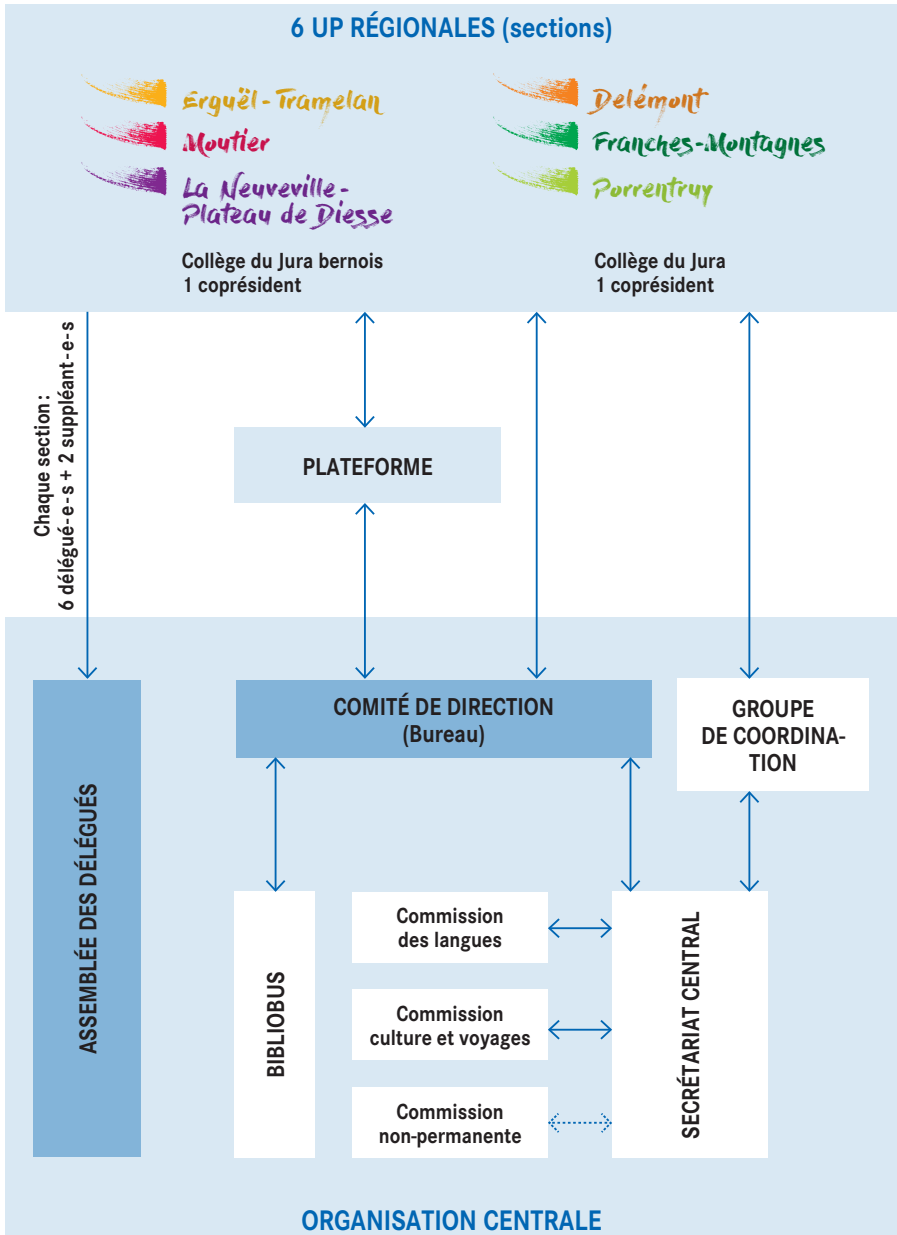 6 UP RÉGIONALES (sections)
Erguël - Tramelan
Moutier
La Neuveville -
Plateau de Diesse
Collège du Jura bernois
1 coprésident
Delémont
Franches-Montagnes
Porrentruy
Collège du Jura
1 coprésident
Chaque section :
6 délégué-e-s + 2 suppléant-e-s
PLATEFORME
ASSEMBLÉE DES DÉLÉGUÉS
COMITÉ DE DIRECTION
(Bureau)
GROUPE
DE COORDINA-
TION
BIBLIOBUS
Commission
des langues
Commission
culture et voyages
Commission
non-permanente
SECRÉTARIAT CENTRAL
ORGANISATION CENTRALE